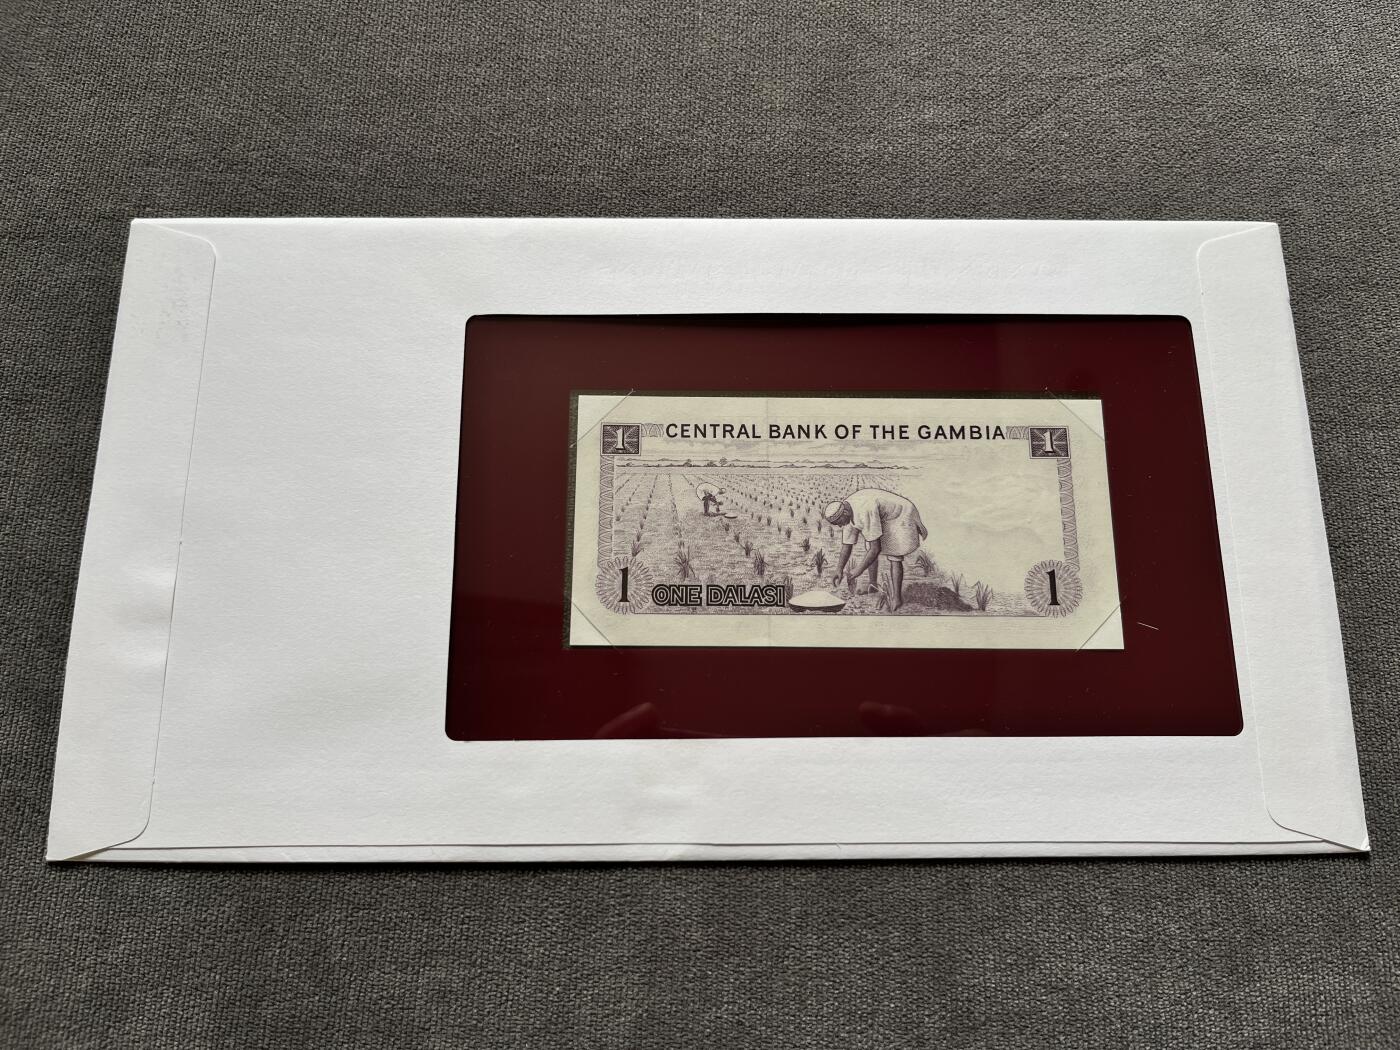 1 CENTRAL BANK OF THE GAMBIA 1
1 ONE DALASI 1